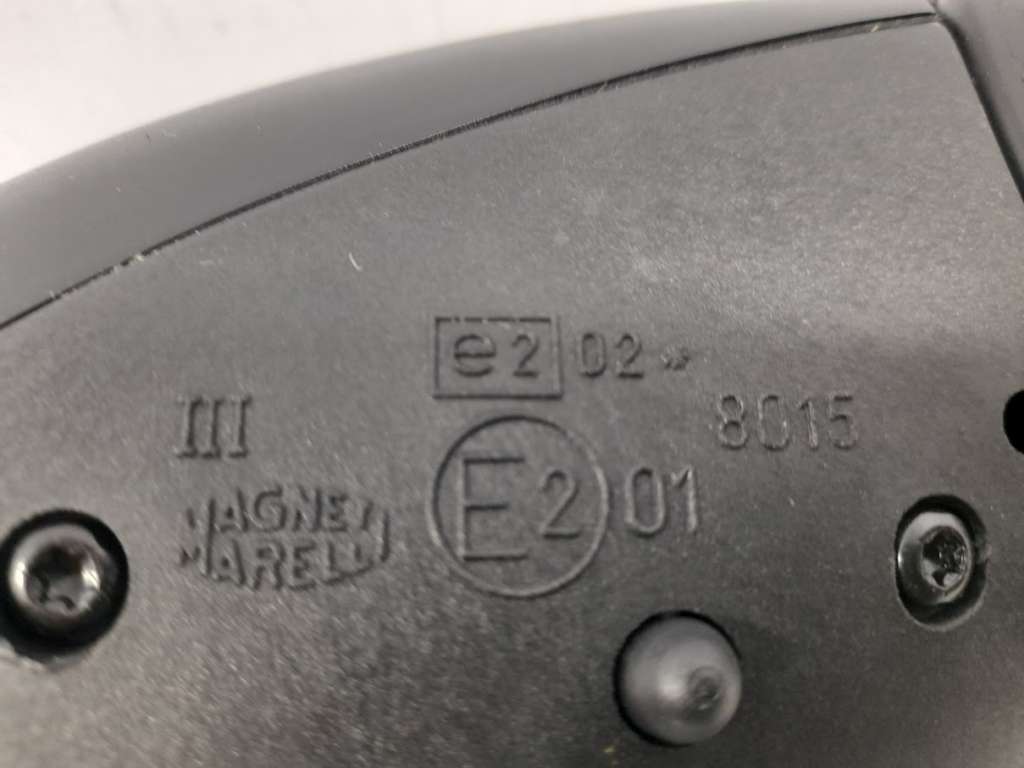 e2 02*
III
8015
MAGNETI
MARELLI
E2 01